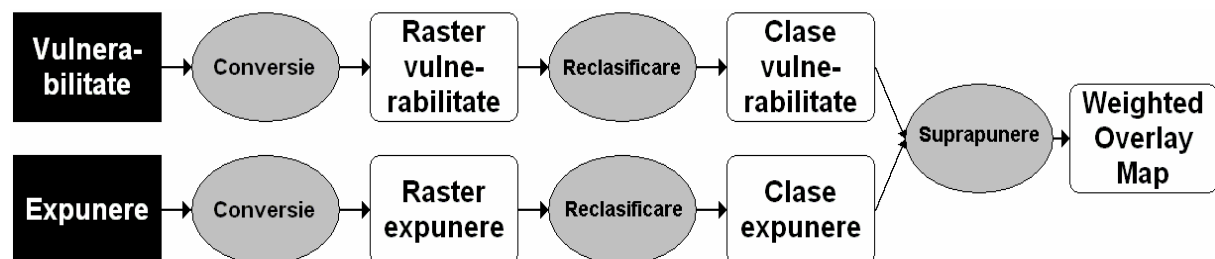 Vulnera-
bilitate
Conversie
Raster
vulne-
rabilitate
Reclasificare
Clase
vulne-
rabilitate
Expunere
Conversie
Raster
expunere
Reclasificare
Clase
expunere
Suprapunere
Weighted
Overlay
Map